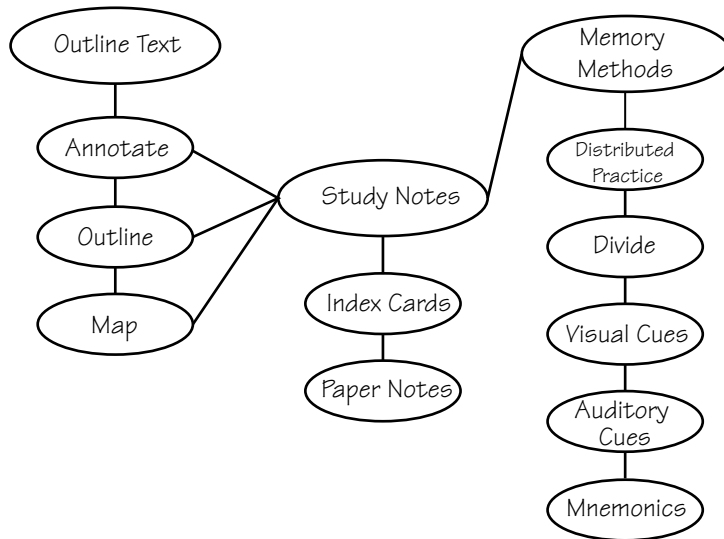 Outline Text
Annotate
Outline
Map
Study Notes
Index Cards
Paper Notes
Memory
Methods
Distributed
Practice
Divide
Visual Cues
Auditory
Cues
Mnemonics